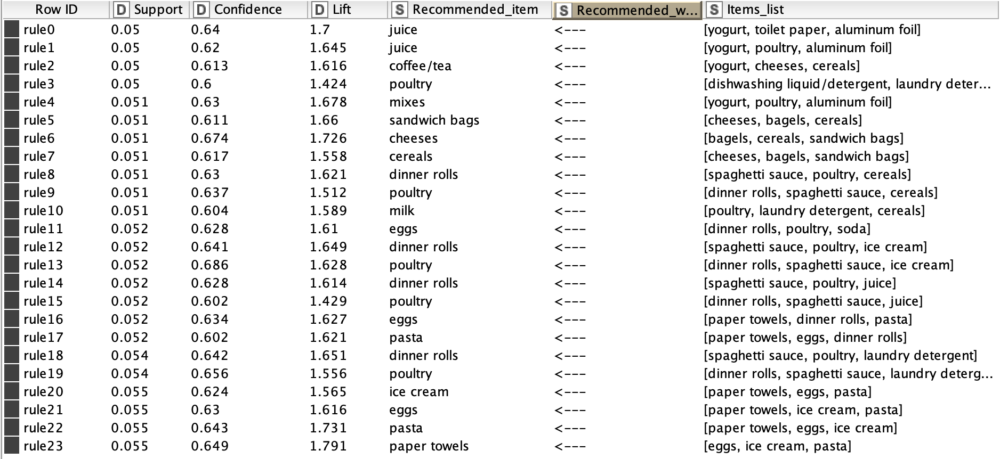 Row ID D Support D Confidence D Lift S Recommended_item S Recommended_w... S Items_list
rule0 0.05 0.64 1.7 juice <--- [yogurt, toilet paper, aluminum foil]
rule1 0.05 0.62 1.645 juice <--- [yogurt, poultry, aluminum foil]
rule2 0.05 0.613 1.616 coffee/tea <--- [yogurt, cheeses, cereals]
rule3 0.05 0.6 1.424 poultry <--- [dishwashing liquid/detergent, laundry deter...
rule4 0.051 0.63 1.678 mixes <--- [yogurt, poultry, aluminum foil]
rule5 0.051 0.611 1.66 sandwich bags <--- [cheeses, bagels, cereals]
rule6 0.051 0.674 1.726 cheeses <--- [bagels, cereals, sandwich bags]
rule7 0.051 0.617 1.558 cereals <--- [cheeses, bagels, sandwich bags]
rule8 0.051 0.63 1.621 dinner rolls <--- [spaghetti sauce, poultry, cereals]
rule9 0.051 0.637 1.512 poultry <--- [dinner rolls, spaghetti sauce, cereals]
rule10 0.051 0.604 1.589 milk <--- [poultry, laundry detergent, cereals]
rule11 0.052 0.628 1.61 eggs <--- [dinner rolls, poultry, soda]
rule12 0.052 0.641 1.649 dinner rolls <--- [spaghetti sauce, poultry, ice cream]
rule13 0.052 0.686 1.628 poultry <--- [dinner rolls, spaghetti sauce, ice cream]
rule14 0.052 0.628 1.614 dinner rolls <--- [spaghetti sauce, poultry, juice]
rule15 0.052 0.602 1.429 poultry <--- [dinner rolls, spaghetti sauce, juice]
rule16 0.052 0.634 1.627 eggs <--- [paper towels, dinner rolls, pasta]
rule17 0.052 0.602 1.621 pasta <--- [paper towels, eggs, dinner rolls]
rule18 0.054 0.642 1.651 dinner rolls <--- [spaghetti sauce, poultry, laundry detergent]
rule19 0.054 0.656 1.556 poultry <--- [dinner rolls, spaghetti sauce, laundry deterg...
rule20 0.055 0.624 1.565 ice cream <--- [paper towels, eggs, pasta]
rule21 0.055 0.63 1.616 eggs <--- [paper towels, ice cream, pasta]
rule22 0.055 0.643 1.731 pasta <--- [paper towels, eggs, ice cream]
rule23 0.055 0.649 1.791 paper towels <--- [eggs, ice cream, pasta]